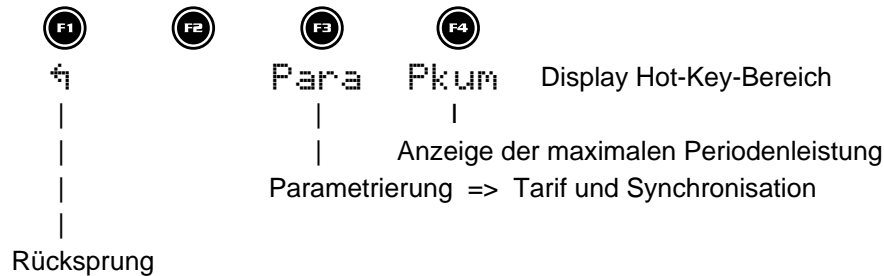 F1 F2 F3 F4
Para Pkum Display Hot-Key-Bereich
Anzeige der maximalen Periodenleistung
Parametrierung => Tarif und Synchronisation
Rücksprung